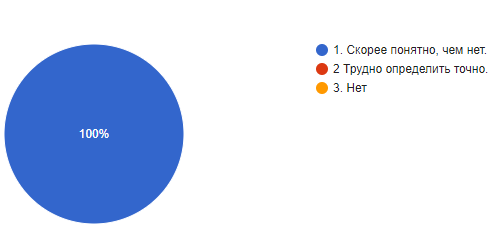 1. Скорее понятно, чем нет.
2 Трудно определить точно.
3. Нет
100%